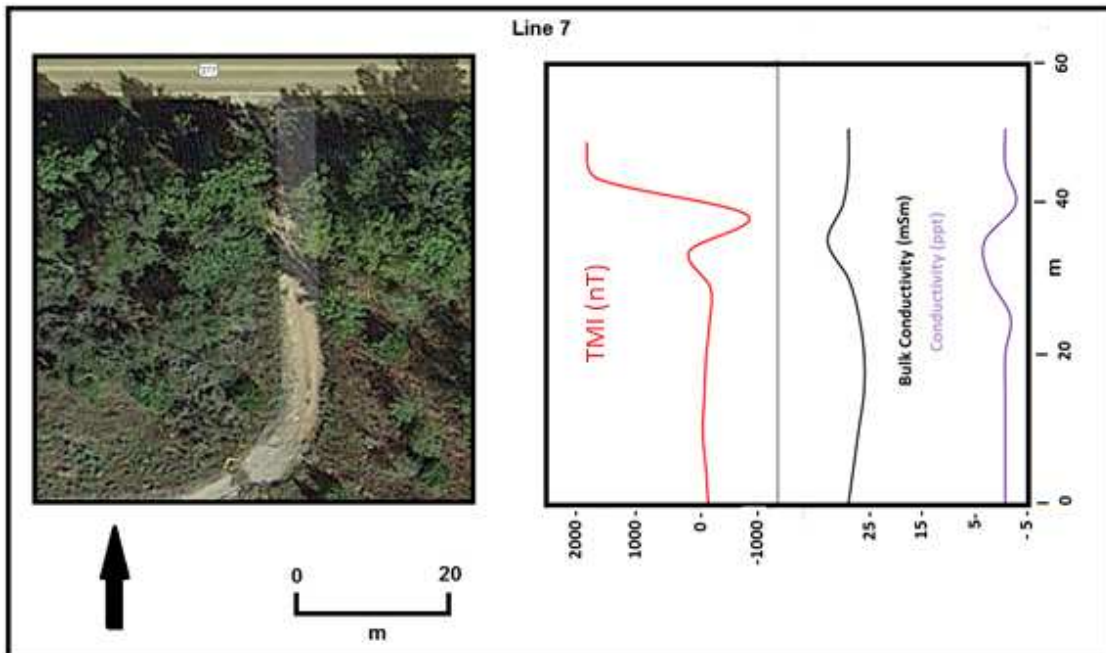 Line 7
277
60
40
m
20
0
TMI (nT)
Bulk Conductivity (mSm)
Conductivity (ppt)
2000-
1000-
0-
-1000-
25 -
15 -
5-
- 5
0 20
m